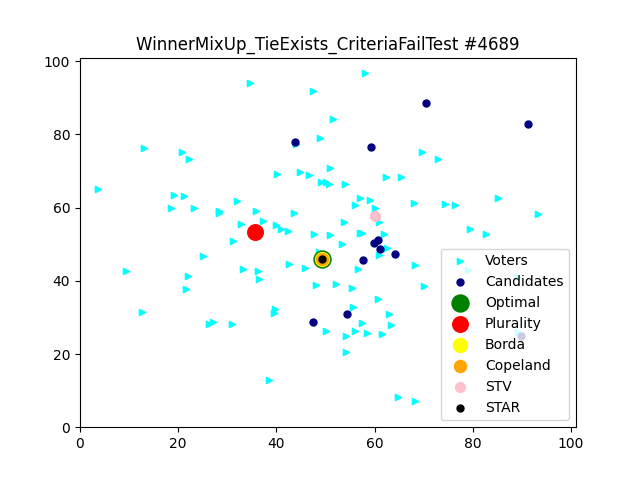 WinnerMixUp_TieExists_CriteriaFailTest #4689
100
80
60
40
20
0
0 20 40 60 80 100
Voters
Candidates
Optimal
Plurality
Borda
Copeland
STV
STAR